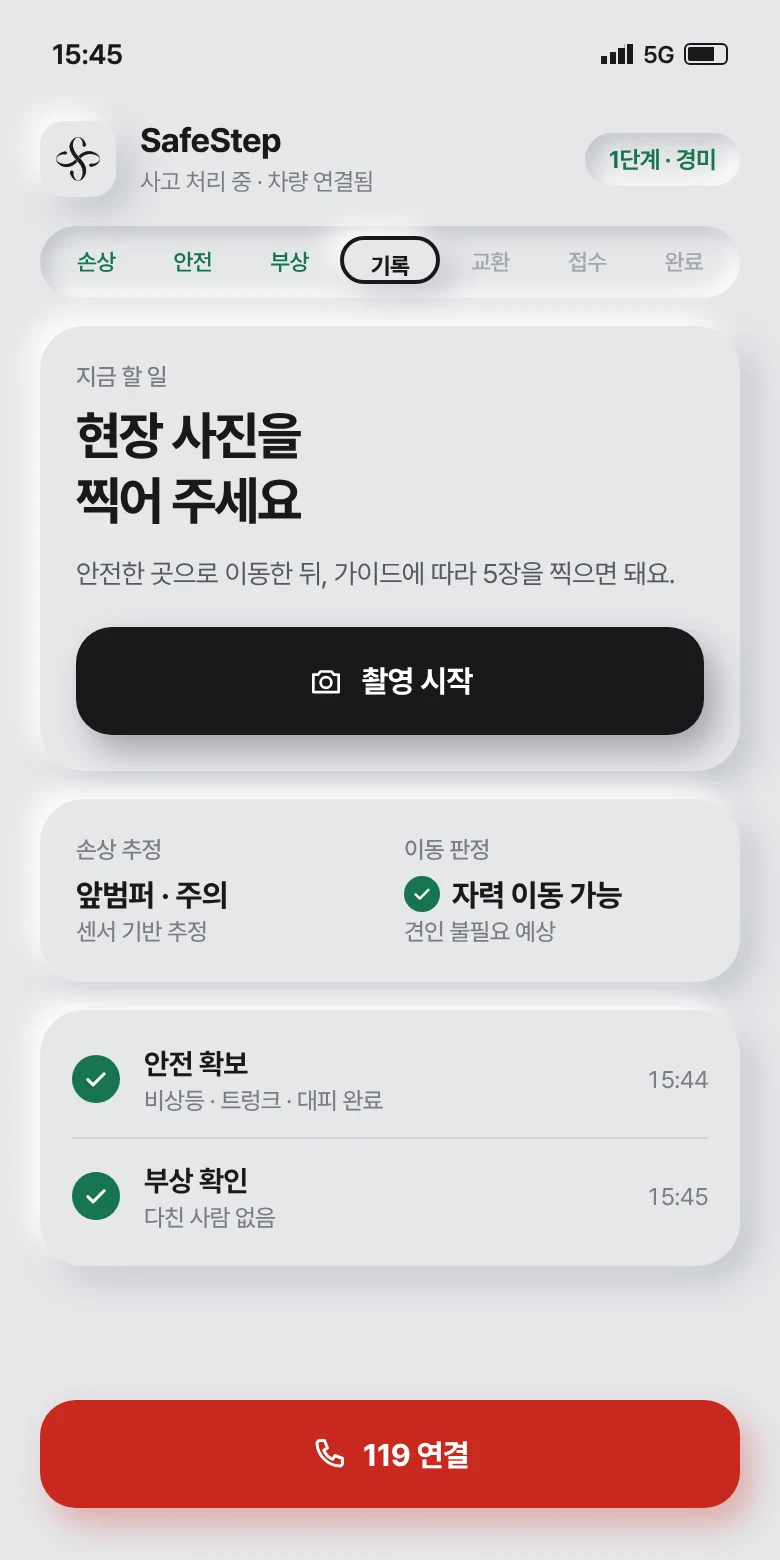 15:45
5G
SafeStep
사고 처리 중 · 차량 연결됨
1단계 · 경미
손상 안전 부상 기록 교환 접수 완료
지금 할 일
현장 사진을
찍어 주세요
안전한 곳으로 이동한 뒤, 가이드에 따라 5장을 찍으면 돼요.
촬영 시작
손상 추정
앞범퍼 · 주의
센서 기반 추정
이동 판정
자력 이동 가능
견인 불필요 예상
안전 확보
비상등 · 트렁크 · 대피 완료
15:44
부상 확인
다친 사람 없음
15:45
119 연결